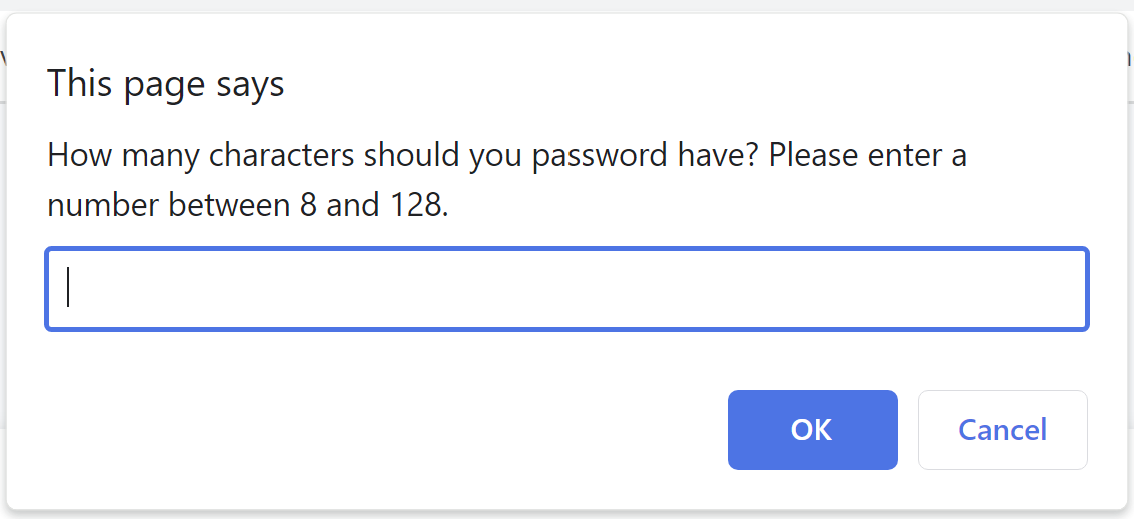 This page says
How many characters should you password have? Please enter a
number between 8 and 128.
OK
Cancel